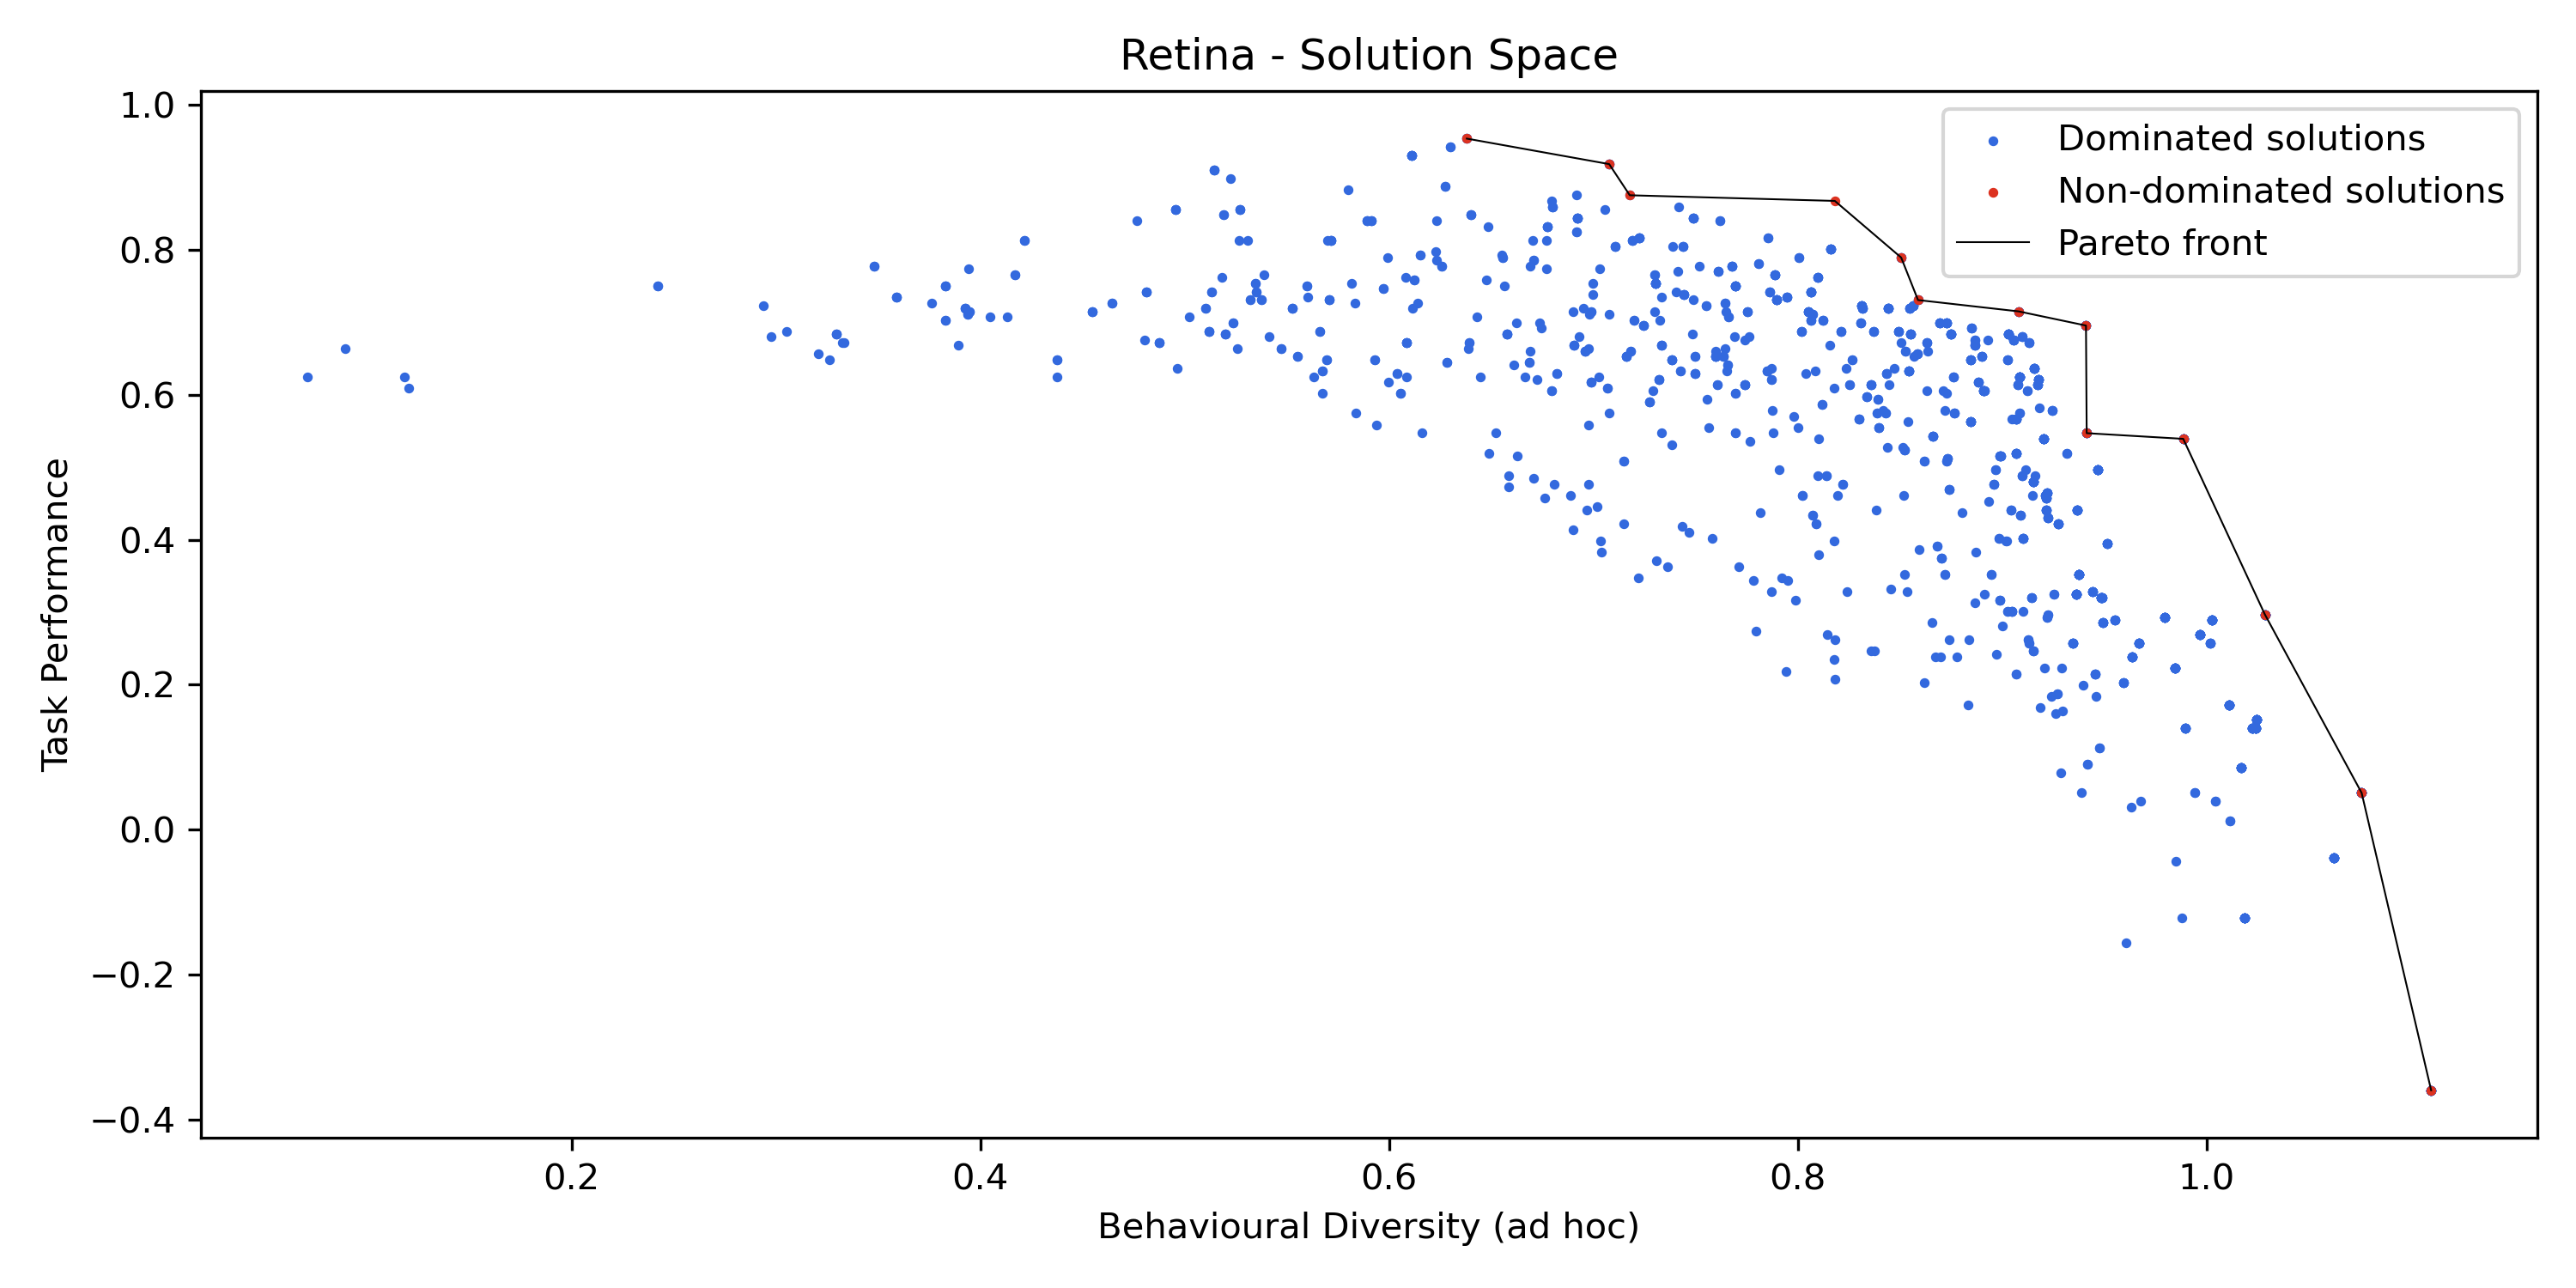 Retina - Solution Space
Dominated solutions
Non-dominated solutions
Pareto front
1.0
0.8
0.6
0.4
0.2
0.0
−0.2
−0.4
Task Performance
0.2
0.4
0.6
0.8
1.0
Behavioural Diversity (ad hoc)